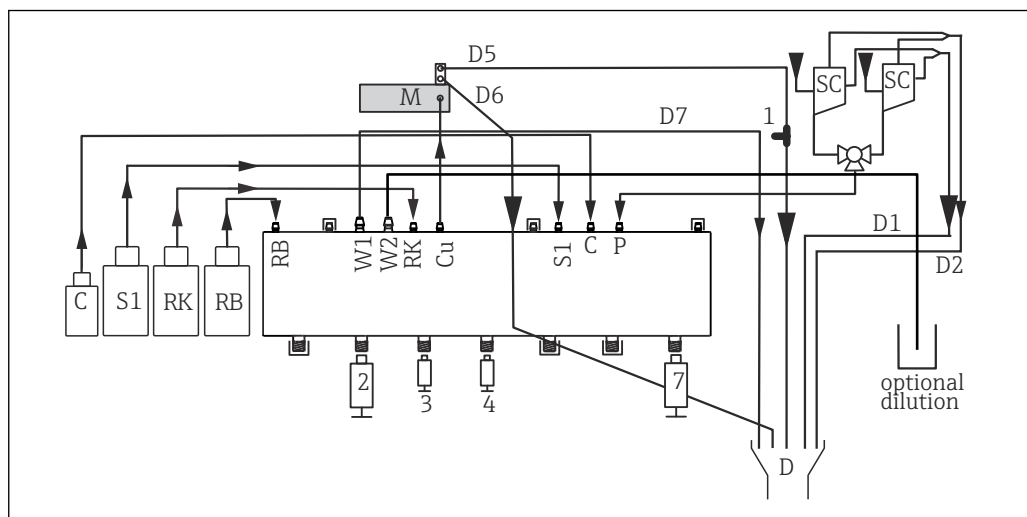 D5
SC
SC
M
D6
1
D7
RB
W1
W2
RK
Cu
S1
C
P
D1
D2
C
S1
RK
RB
2
3
4
7
optional
dilution
D